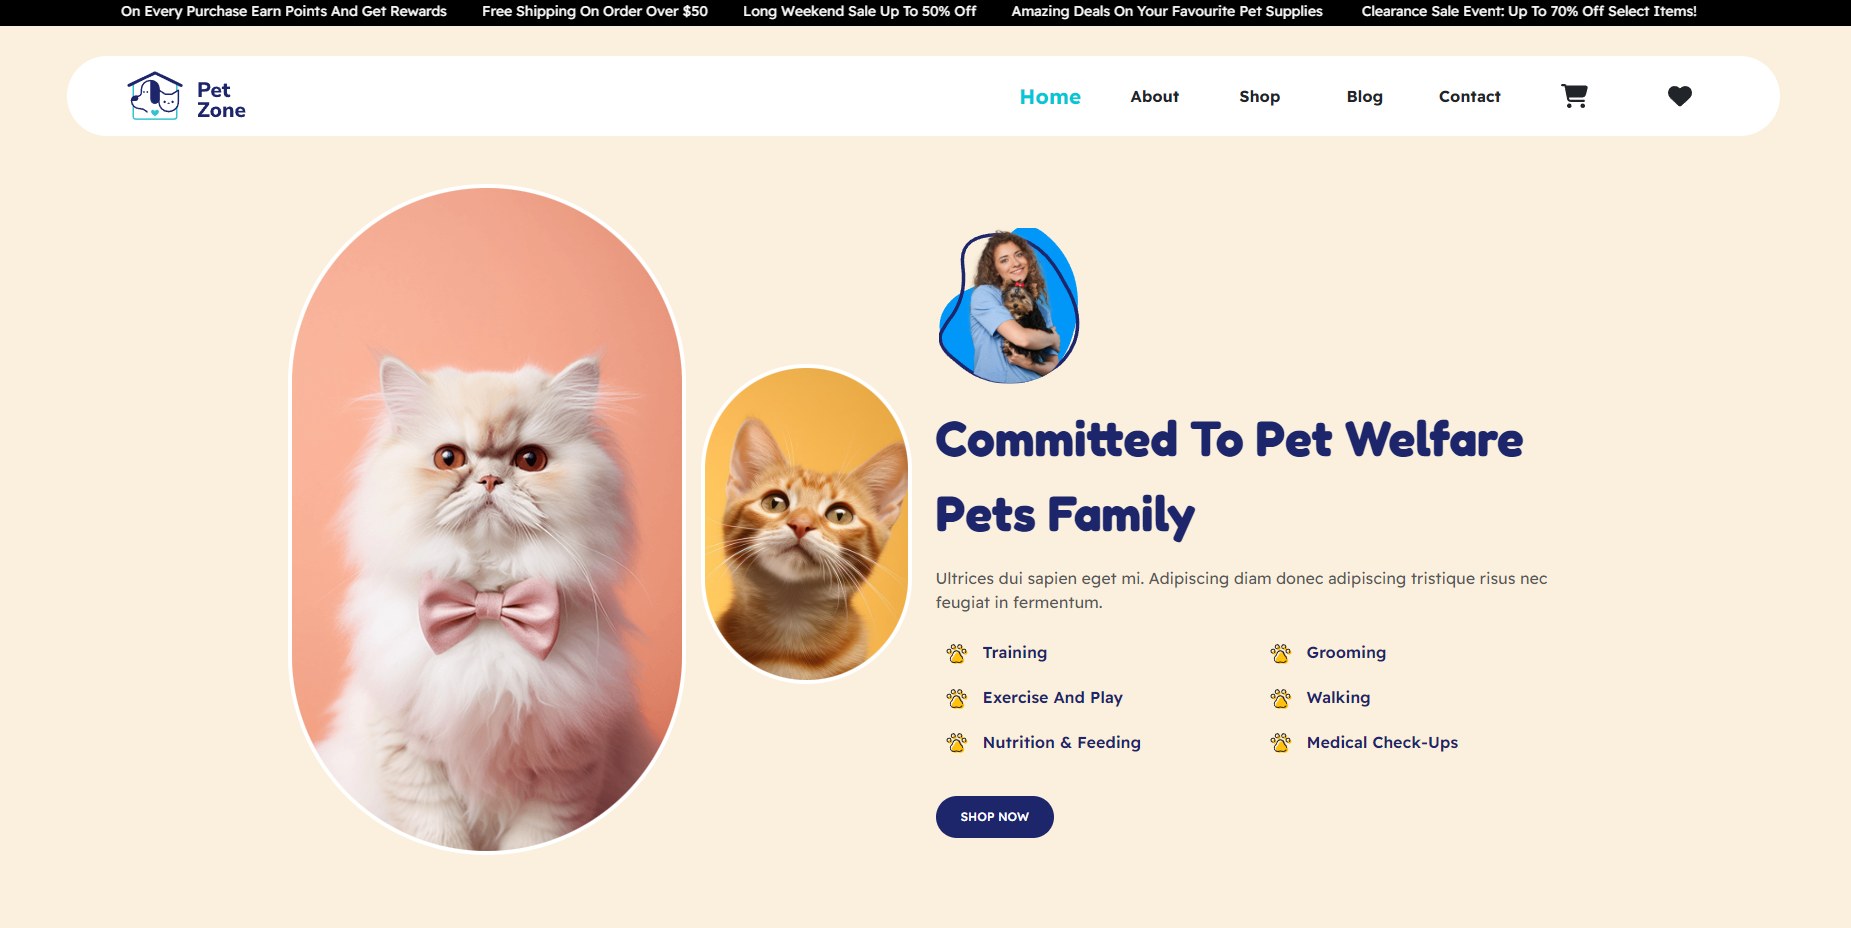 On Every Purchase Earn Points And Get Rewards
Free Shipping On Order Over $50
Long Weekend Sale Up To 50% Off
Amazing Deals On Your Favourite Pet Supplies
Clearance Sale Event: Up To 70% Off Select Items!
Pet
Zone
Home
About
Shop
Blog
Contact
Committed To Pet Welfare
Pets Family
Ultrices dui sapien eget mi. Adipiscing diam donec adipiscing tristique risus nec
feugiat in fermentum.
Training
Grooming
Exercise And Play
Walking
Nutrition & Feeding
Medical Check-Ups
SHOP NOW